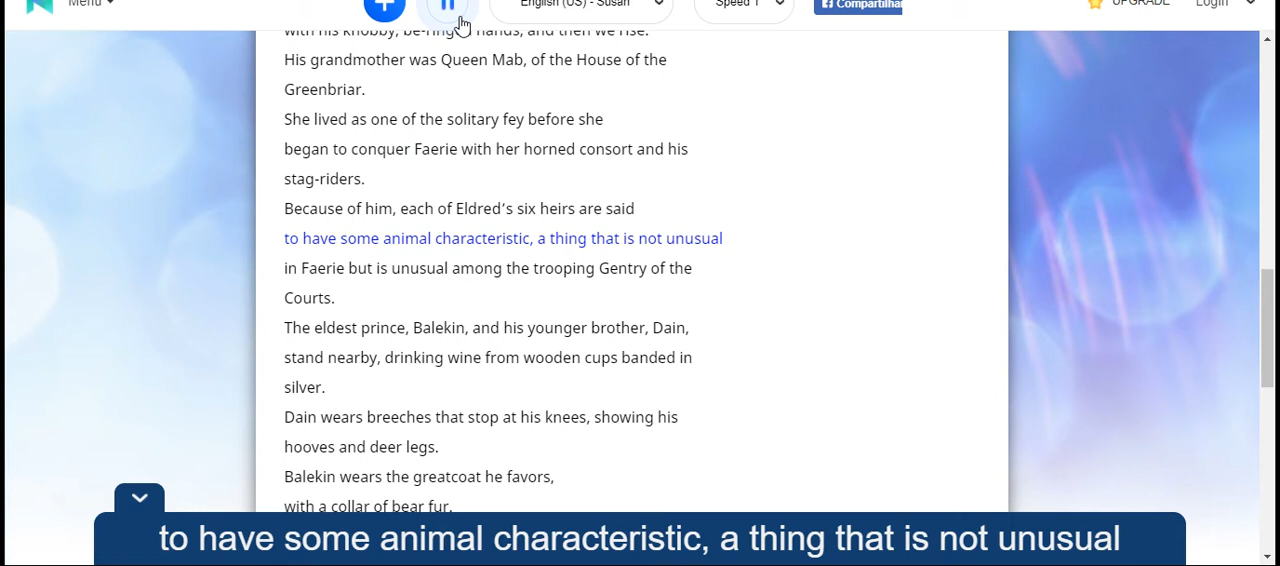 Menu
English (US) - Susan
Speed 1
Compartilhar
UPGRADE
Login
with his knobby, be-ringed hands, and then we rise.
His grandmother was Queen Mab, of the House of the
Greenbriar.
She lived as one of the solitary fey before she
began to conquer Faerie with her horned consort and his
stag-riders.
Because of him, each of Eldred's six heirs are said
to have some animal characteristic, a thing that is not unusual
in Faerie but is unusual among the trooping Gentry of the
Courts.
The eldest prince, Balekin, and his younger brother, Dain,
stand nearby, drinking wine from wooden cups banded in
silver.
Dain wears breeches that stop at his knees, showing his
hooves and deer legs.
Balekin wears the greatcoat he favors,
with a collar of bear fur.
to have some animal characteristic, a thing that is not unusual